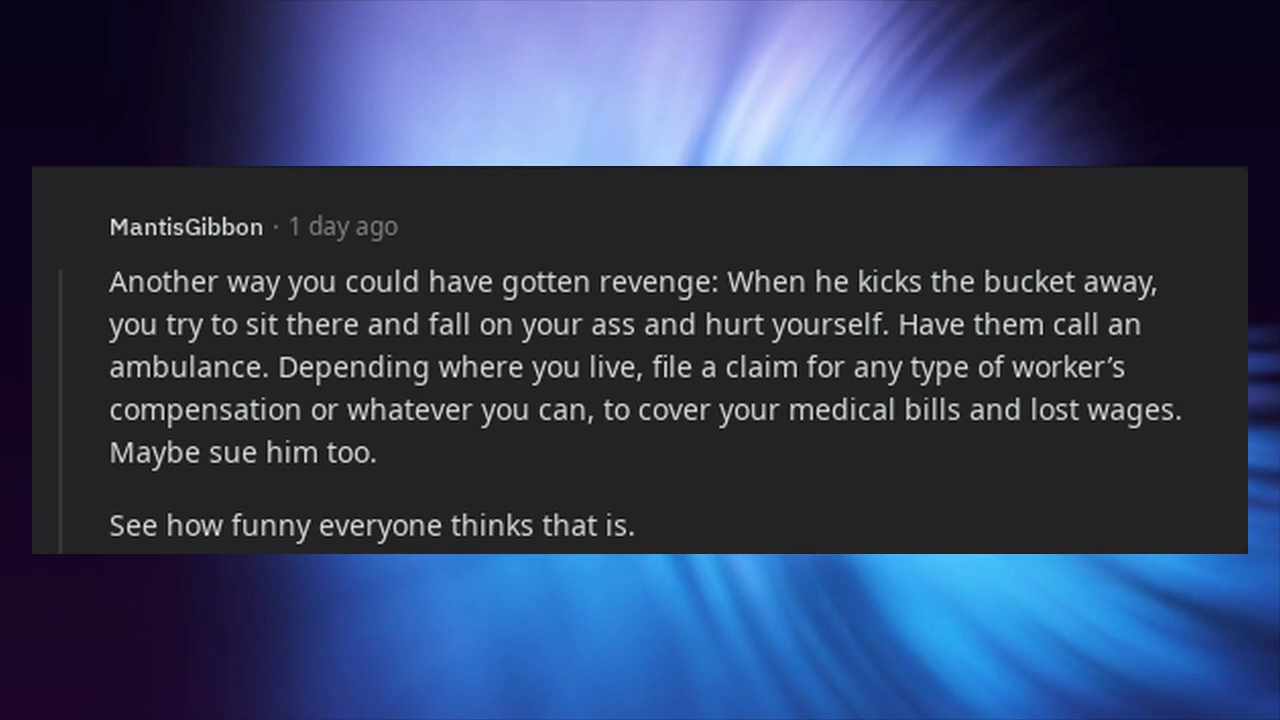 MantisGibbon · 1 day ago
Another way you could have gotten revenge: When he kicks the bucket away,
you try to sit there and fall on your ass and hurt yourself. Have them call an
ambulance. Depending where you live, file a claim for any type of worker’s
compensation or whatever you can, to cover your medical bills and lost wages.
Maybe sue him too.
See how funny everyone thinks that is.